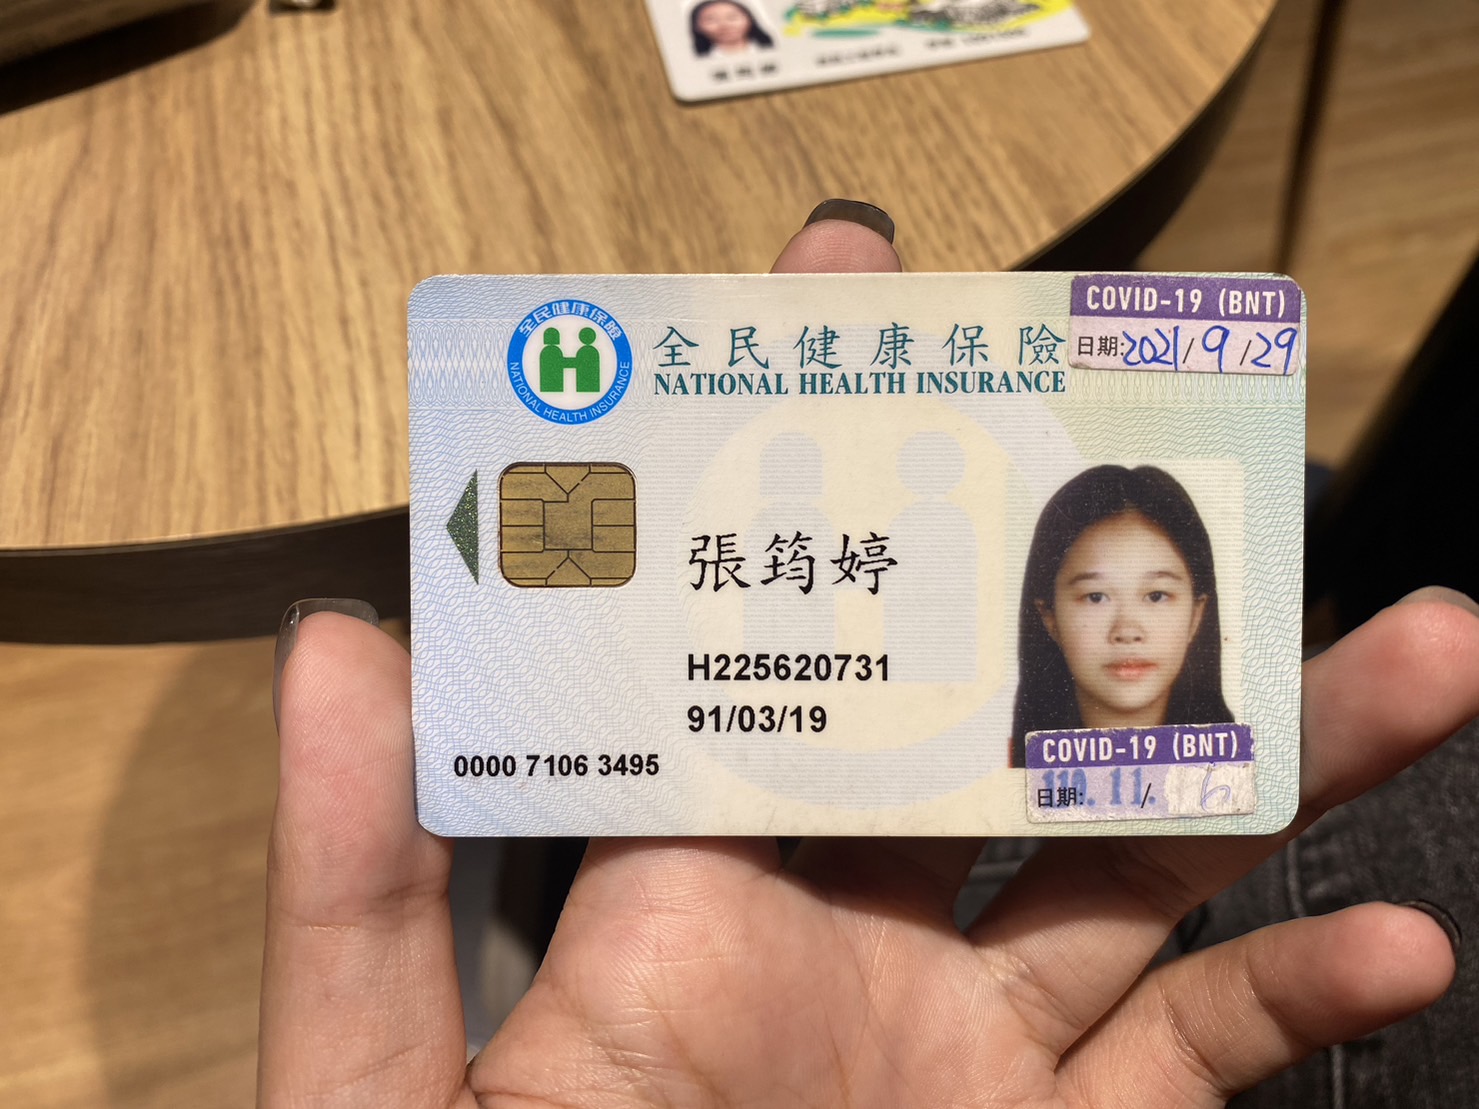 全民健康保險
NATIONAL HEALTH INSURANCE
全民健康保險
NATIONAL HEALTH INSURANCE
COVID-19 (BNT)
日期:2021/9/29
張筠婷
H225620731
91/03/19
0000 7106 3495
COVID-19 (BNT)
日期:110.11/.6